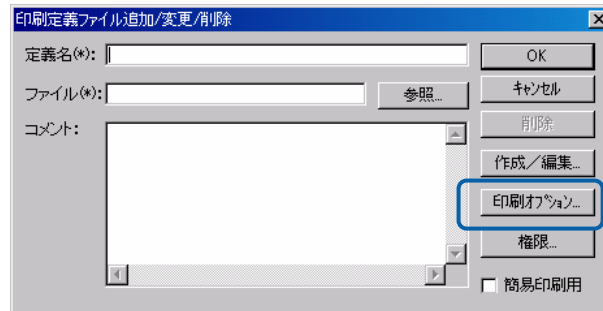 印刷定義ファイル追加/変更/削除
定義名(*):
OK
ファイル(*):
参照...
キャンセル
コメント:
削除
作成／編集...
印刷オプション...
権限...
簡易印刷用